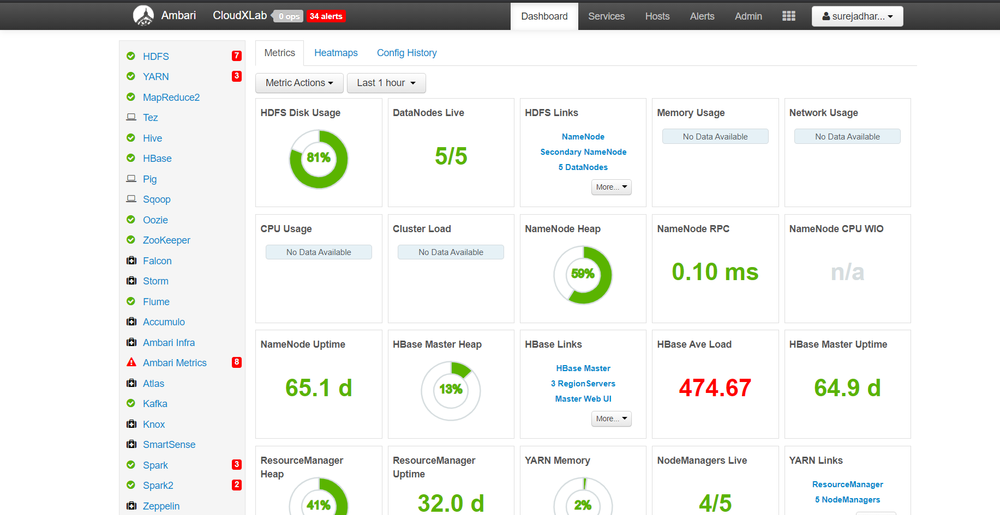 Ambari CloudXLab 0 ops 34 alerts Dashboard Services Hosts Alerts Admin surejadhar...
HDFS 7
YARN 3
MapReduce2
Tez
Hive
HBase
Pig
Sqoop
Oozie
ZooKeeper
Falcon
Storm
Flume
Accumulo
Ambari Infra
Ambari Metrics 8
Atlas
Kafka
Knox
SmartSense
Spark 3
Spark2 2
Zeppelin
Metrics Heatmaps Config History
Metric Actions Last 1 hour
HDFS Disk Usage
81%
DataNodes Live
5/5
HDFS Links
NameNode
Secondary NameNode
5 DataNodes
More...
Memory Usage
No Data Available
Network Usage
No Data Available
CPU Usage
No Data Available
Cluster Load
No Data Available
NameNode Heap
59%
NameNode RPC
0.10 ms
NameNode CPU WIO
n/a
NameNode Uptime
65.1 d
HBase Master Heap
13%
HBase Links
HBase Master
3 RegionServers
Master Web UI
More...
HBase Ave Load
474.67
HBase Master Uptime
64.9 d
ResourceManager
Heap
41%
ResourceManager
Uptime
32.0 d
YARN Memory
2%
NodeManagers Live
4/5
YARN Links
ResourceManager
5 NodeManagers